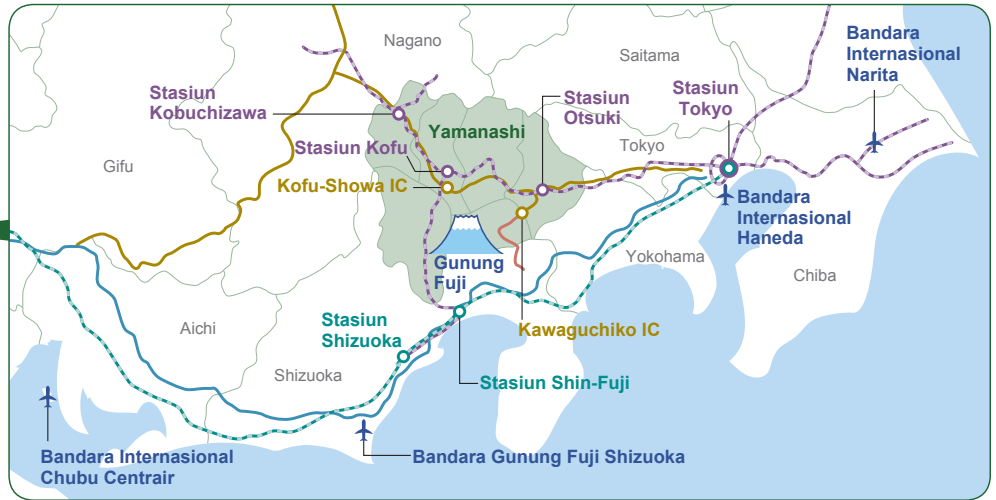 Nagano
Saitama
Bandara
Internasional
Narita
Stasiun
Kobuchizawa
Stasiun
Otsuki
Stasiun
Tokyo
Yamanashi
Tokyo
Gifu
Stasiun Kofu
Kofu-Showa IC
Bandara
Internasional
Haneda
Gunung
Fuji
Yokohama
Chiba
Aichi
Stasiun
Shizuoka
Kawaguchiko IC
Shizuoka
Stasiun Shin-Fuji
Bandara Internasional
Chubu Centrair
Bandara Gunung Fuji Shizuoka